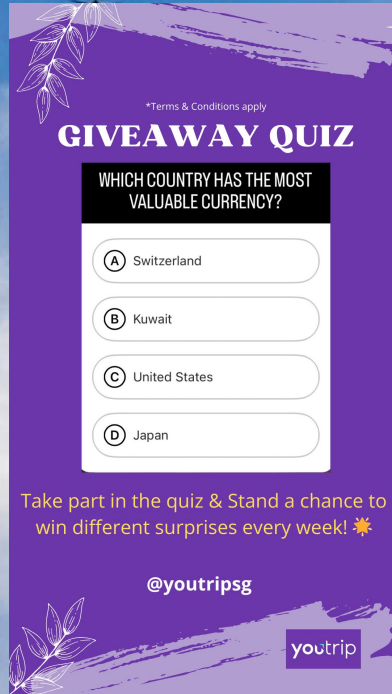 *Terms & Conditions apply
GIVEAWAY QUIZ
WHICH COUNTRY HAS THE MOST
VALUABLE CURRENCY?
A Switzerland
B Kuwait
C United States
D Japan
Take part in the quiz & Stand a chance to
win different surprises every week! 🌟
@youtripsg
youtrip